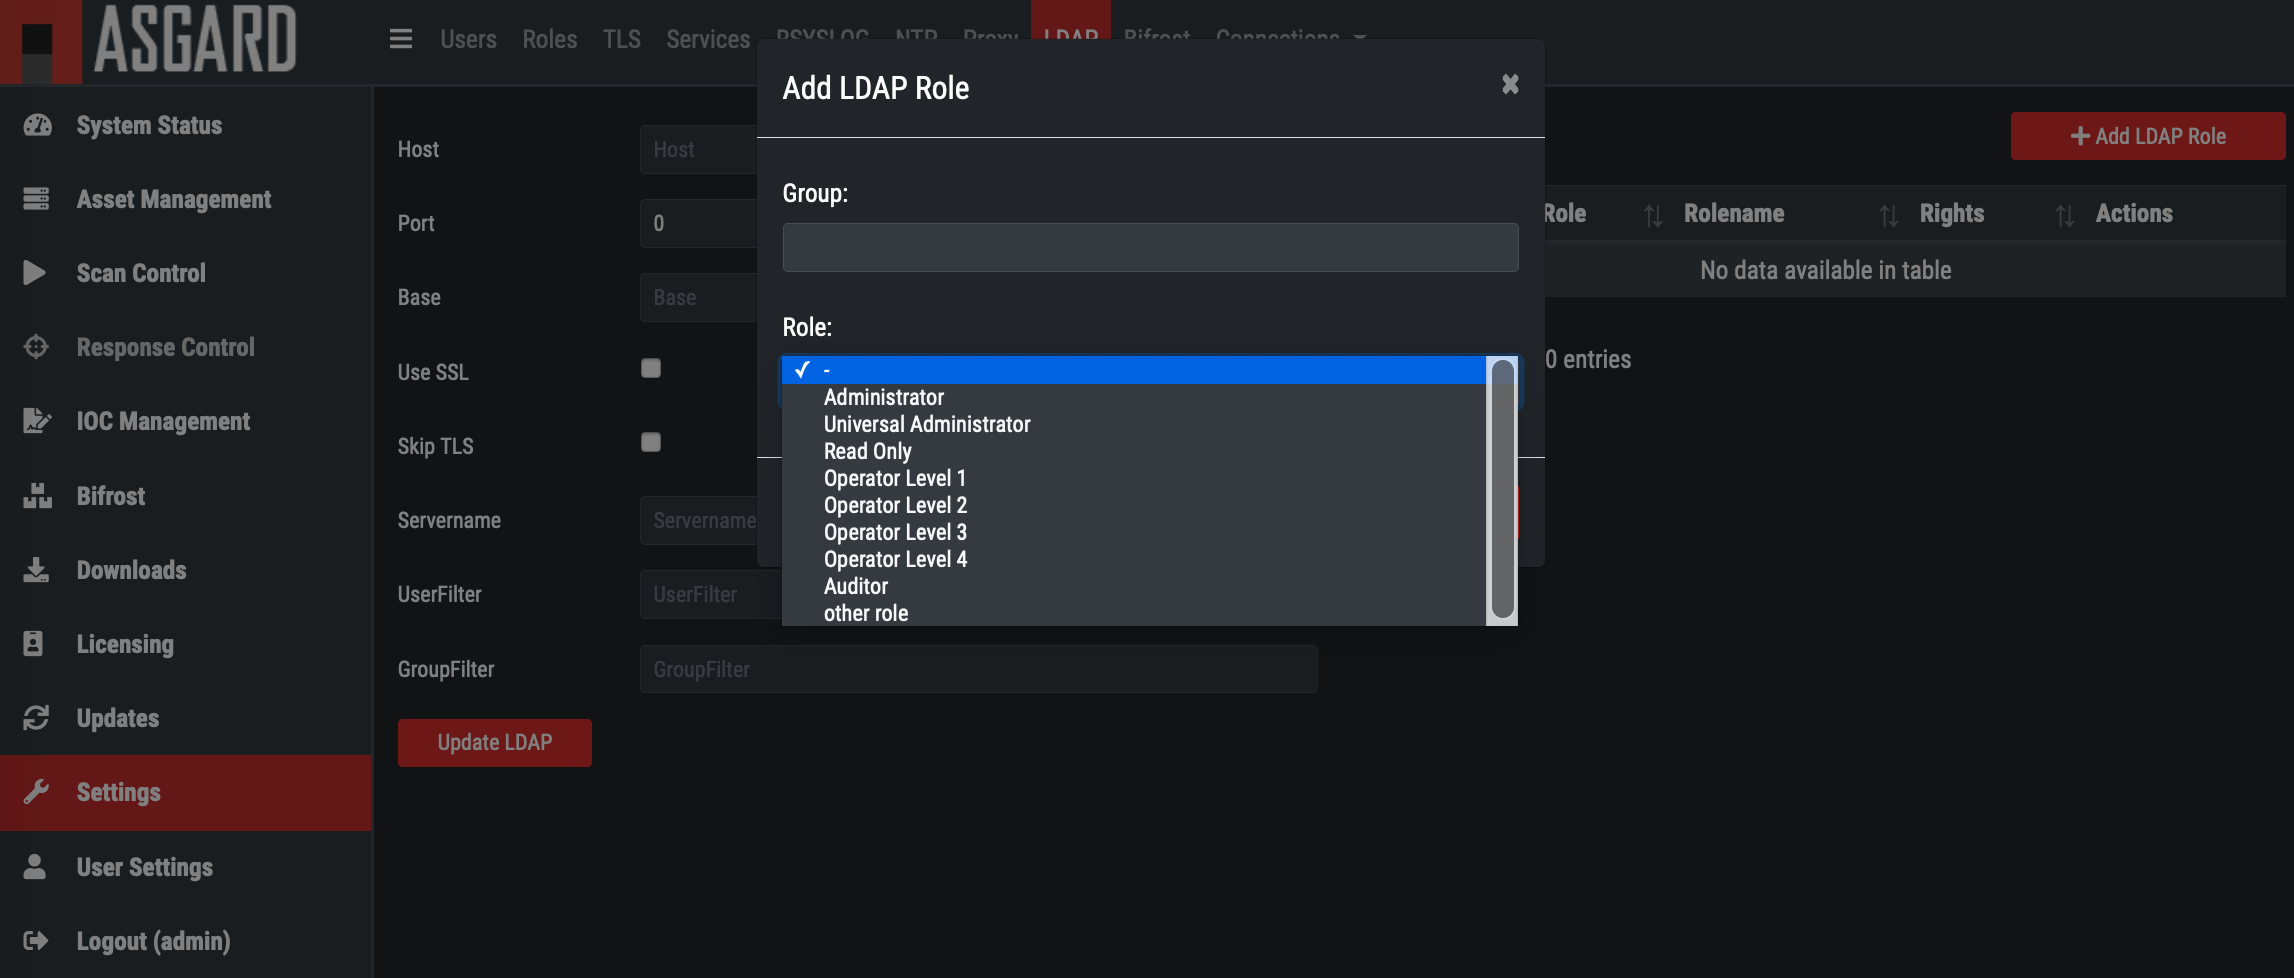 ASGARD
Users Roles TLS Services RSYSLOG NTP Proxy LDAP Bifrost Connections
System Status
Asset Management
Scan Control
Response Control
IOC Management
Bifrost
Downloads
Licensing
Updates
Settings
User Settings
Logout (admin)
Host
Host
Port
0
Base
Base
Use SSL
Skip TLS
Servername
Servername
UserFilter
UserFilter
GroupFilter
GroupFilter
Update LDAP
Add LDAP Role
Group:
Role:
-
Administrator
Universal Administrator
Read Only
Operator Level 1
Operator Level 2
Operator Level 3
Operator Level 4
Auditor
other role
Add LDAP Role
Role Rolename Rights Actions
No data available in table
0 entries